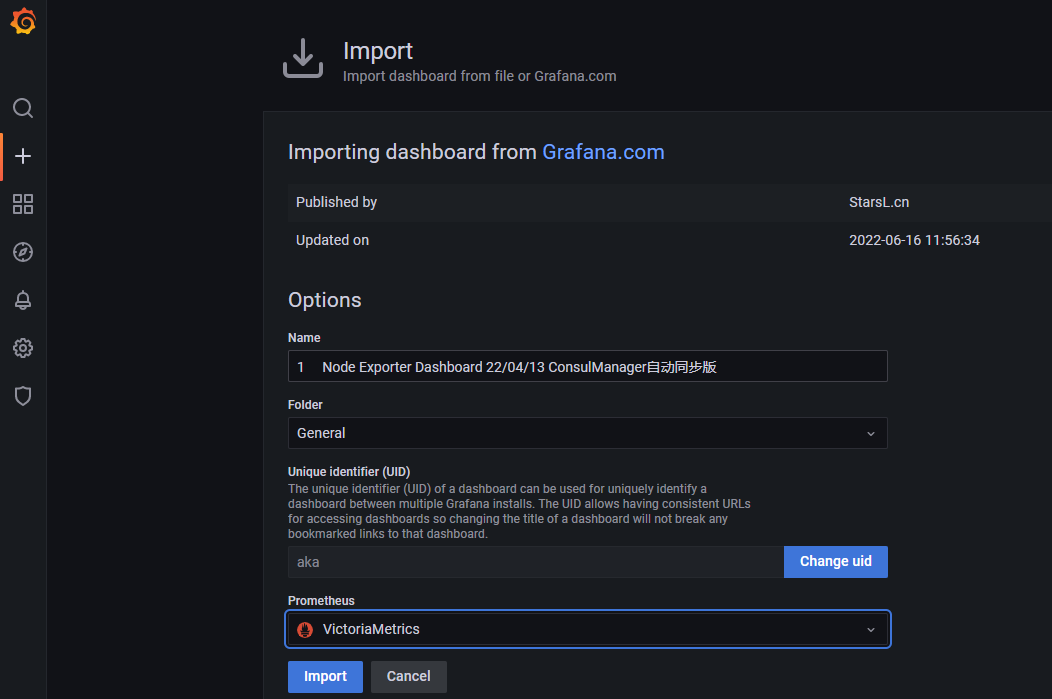 Import
Import dashboard from file or Grafana.com
Importing dashboard from Grafana.com
Published by StarsL.cn
Updated on 2022-06-16 11:56:34
Options
Name
1 Node Exporter Dashboard 22/04/13 ConsulManager自动同步版
Folder
General
Unique identifier (UID)
The unique identifier (UID) of a dashboard can be used for uniquely identify a
dashboard between multiple Grafana installs. The UID allows having consistent URLs
for accessing dashboards so changing the title of a dashboard will not break any
bookmarked links to that dashboard.
aka Change uid
Prometheus
VictoriaMetrics
Import Cancel